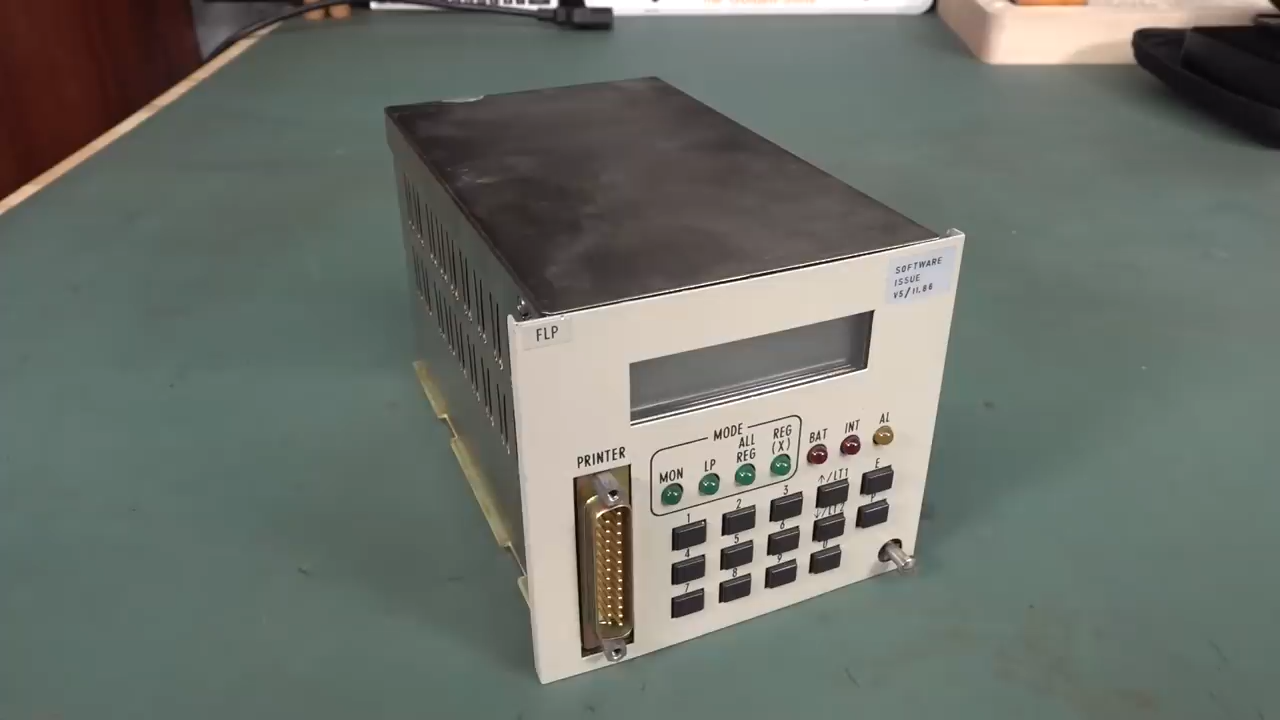 SOFTWARE
ISSUE
V5/11.86
FLP
MODE
PRINTER
MON
LP
ALL
REG
REG
(X)
BAT
INT
AL
1
2
3
↑/LT1
E
4
5
6
↓/LT2
P
7
8
9
0